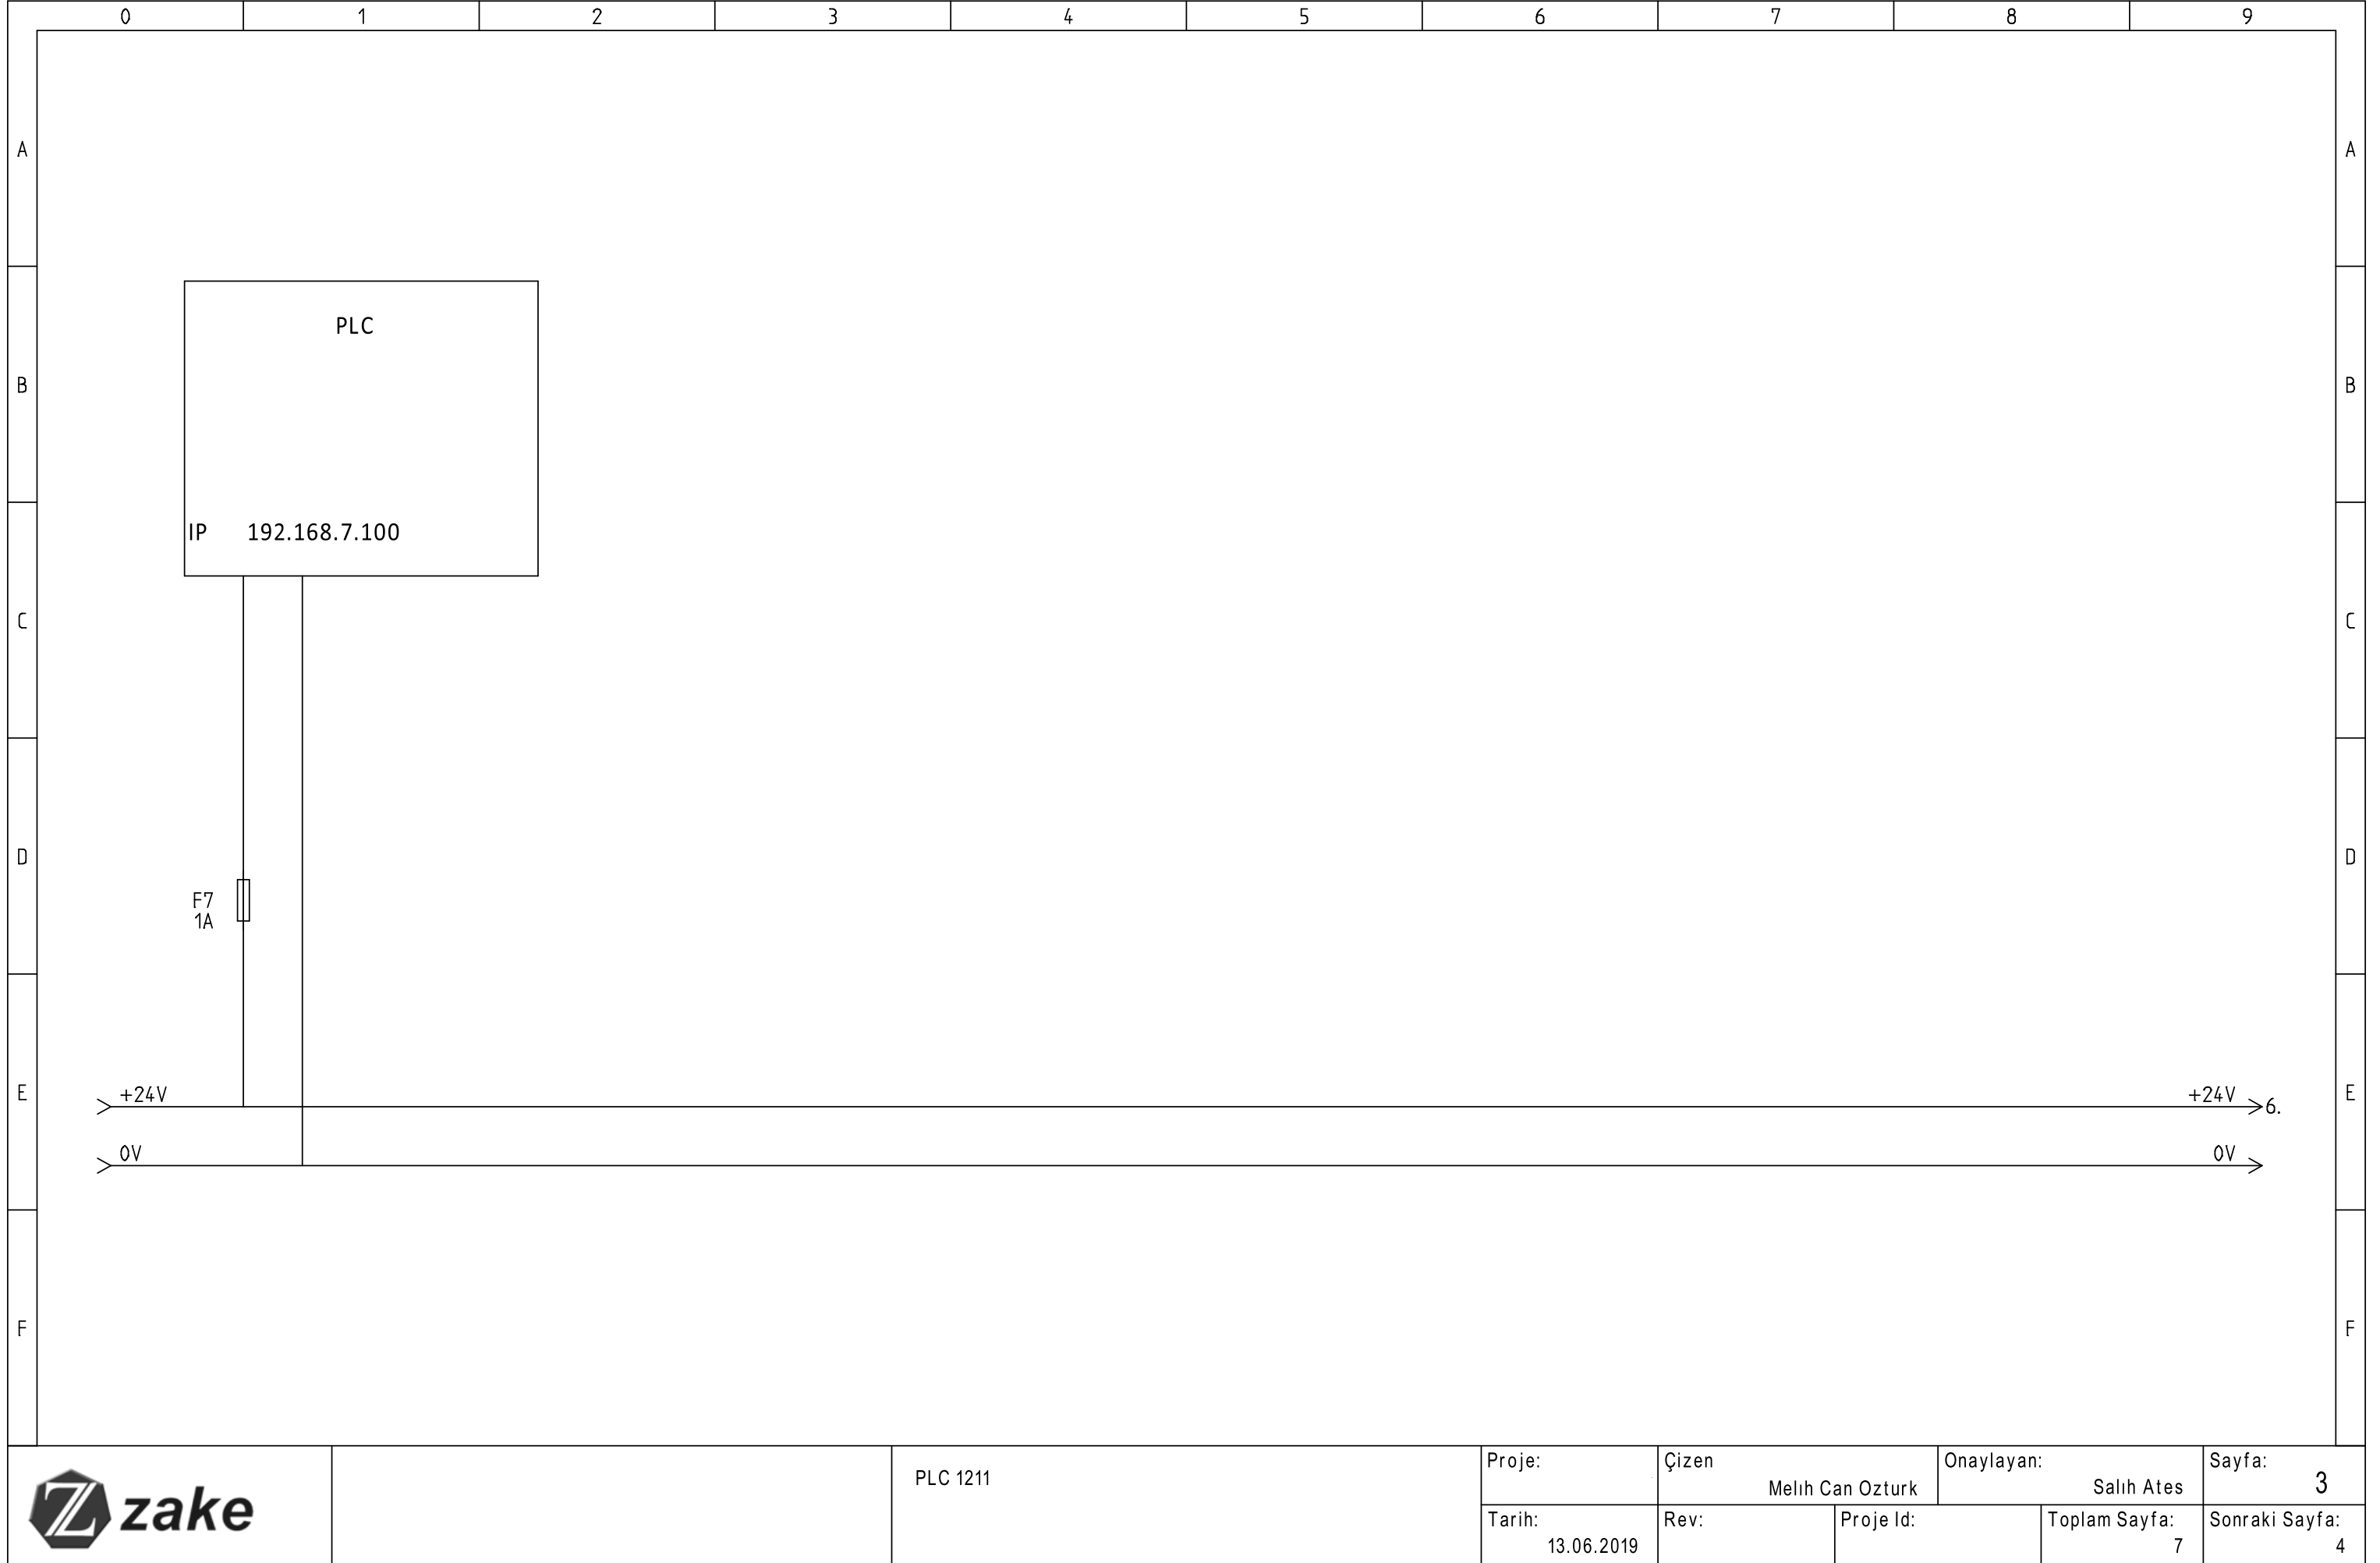 0 1 2 3 4 5 6 7 8 9
A A
PLC
B B
IP 192.168.7.100
C C
D D
F7
1A
E E
+24V +24V 6.
0V 0V
F F
zake
PLC 1211
Proje: Çizen Onaylayan: Sayfa:
Melıh Can Ozturk Salıh Ates 3
Tarih: Rev: Proje Id: Toplam Sayfa: Sonraki Sayfa:
13.06.2019 7 4